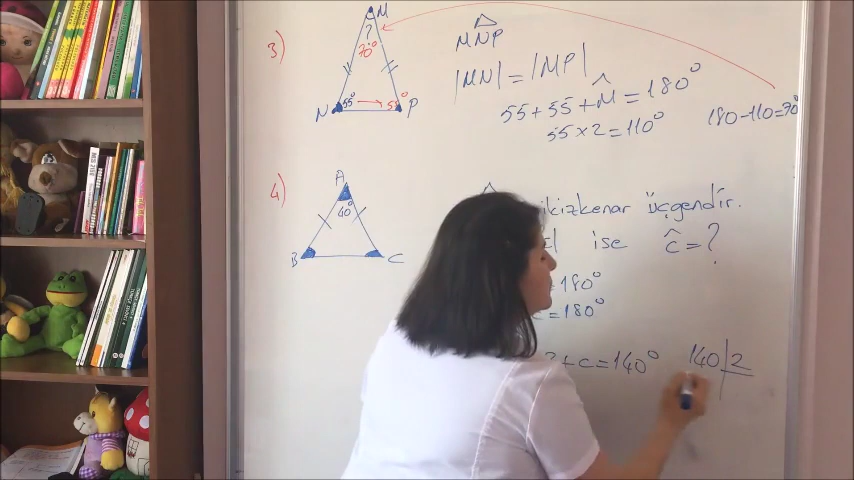 3)
M
?
70°
N 55° 55° P
MNP
|MN| = |MP|
55 + 55 + M̂ = 180°
55 x 2 = 110°
180 - 110 = 70°
4)
A
40°
B C
ikizkenar üçgendir.
ise ĉ = ?
= 180°
= 180°
+ c = 140°
140 2